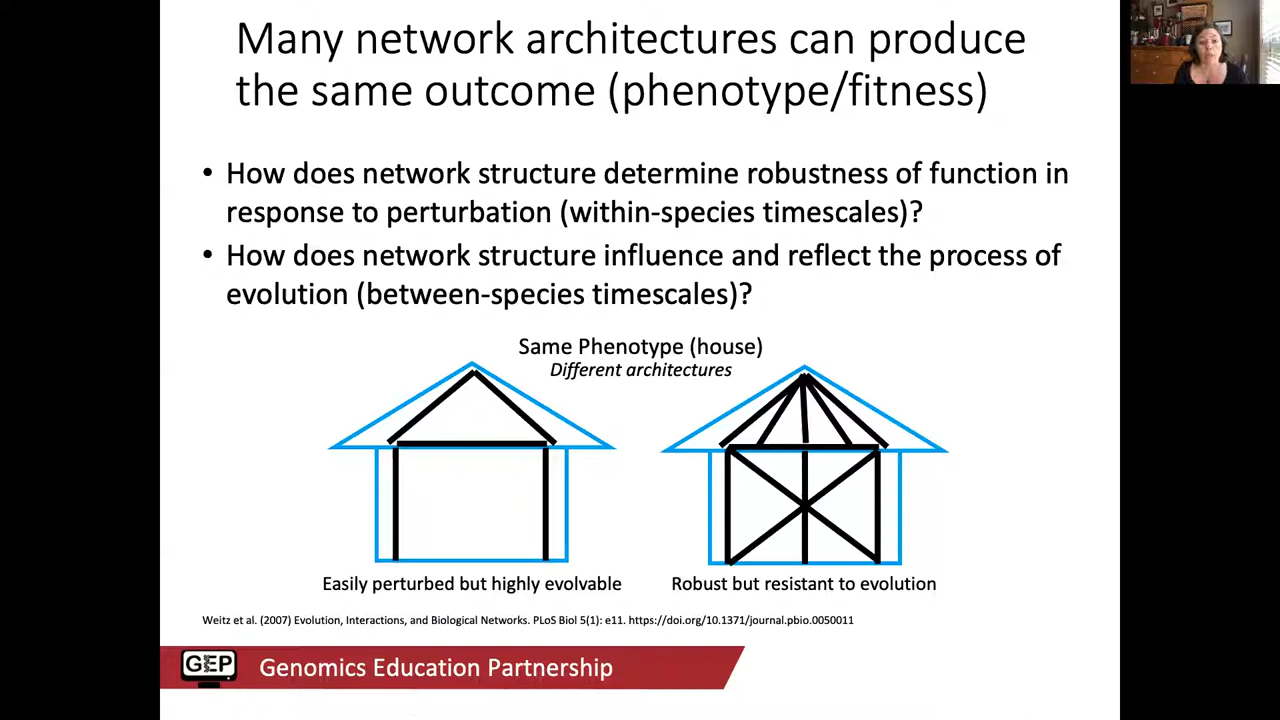 Many network architectures can produce
the same outcome (phenotype/fitness)
• How does network structure determine robustness of function in
response to perturbation (within-species timescales)?
• How does network structure influence and reflect the process of
evolution (between-species timescales)?
Same Phenotype (house)
Different architectures
Easily perturbed but highly evolvable
Robust but resistant to evolution
Weitz et al. (2007) Evolution, Interactions, and Biological Networks. PLoS Biol 5(1): e11. https://doi.org/10.1371/journal.pbio.0050011
GEP
Genomics Education Partnership